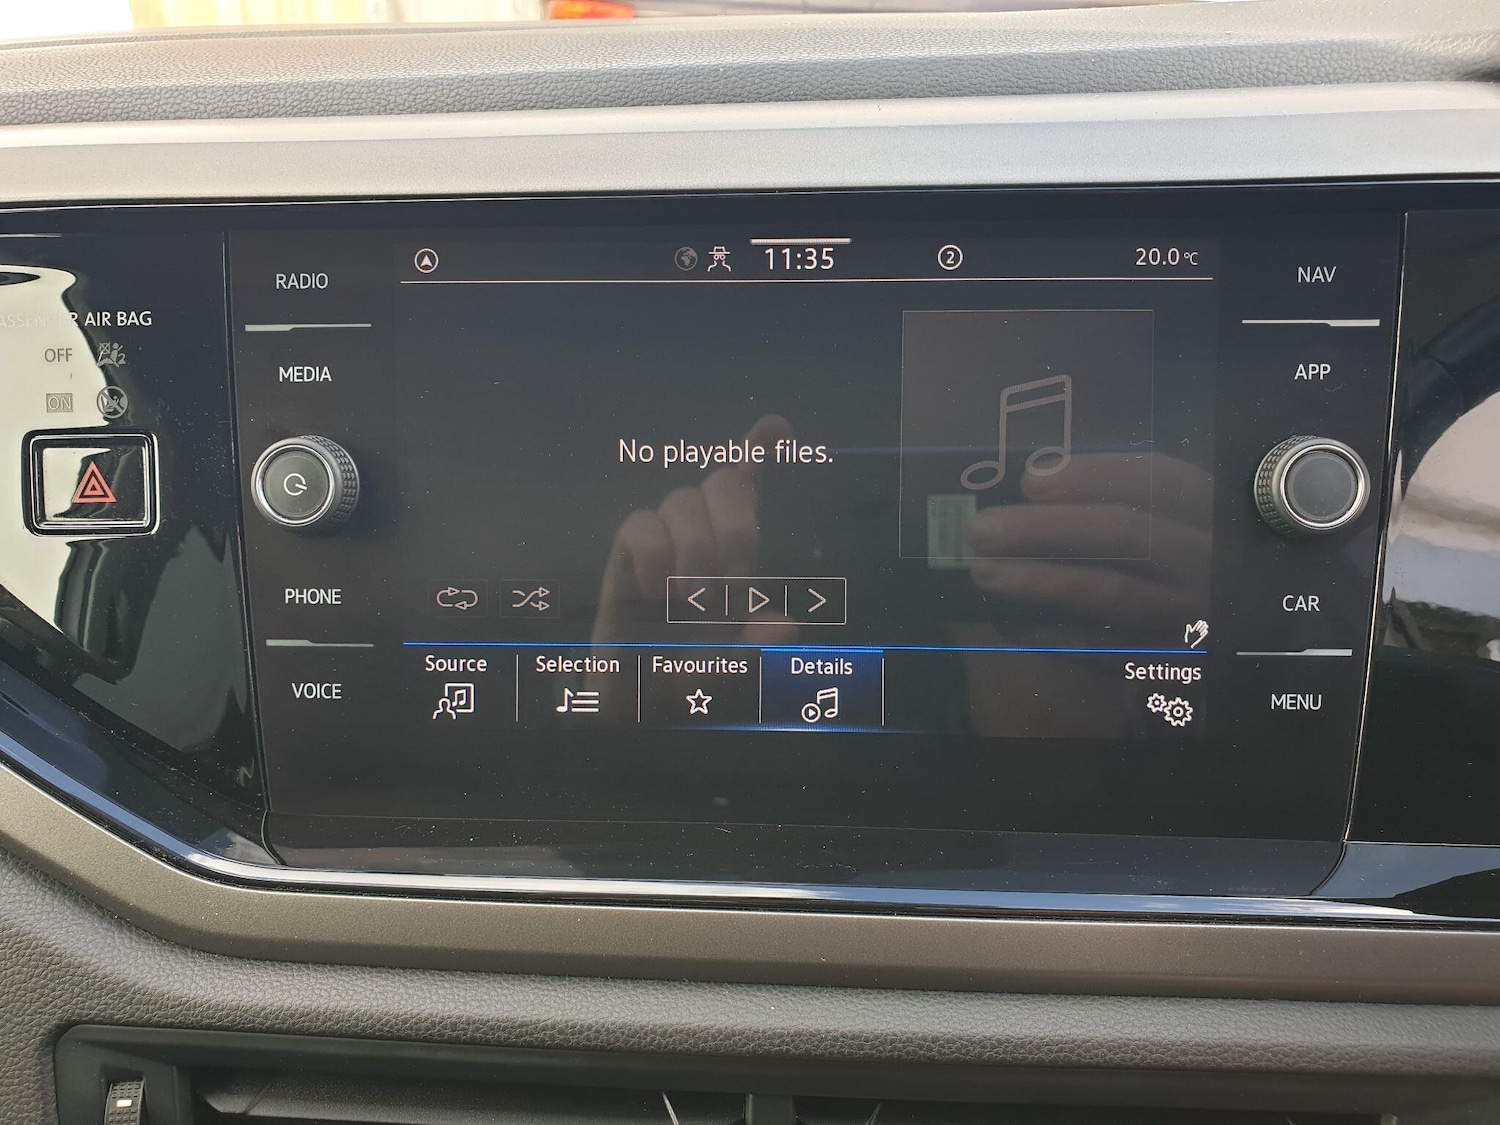 RADIO
MEDIA
PHONE
VOICE
PASSENGER AIR BAG
OFF
ON
11:35
2
20.0 °C
No playable files.
Source
Selection
Favourites
Details
Settings
NAV
APP
CAR
MENU